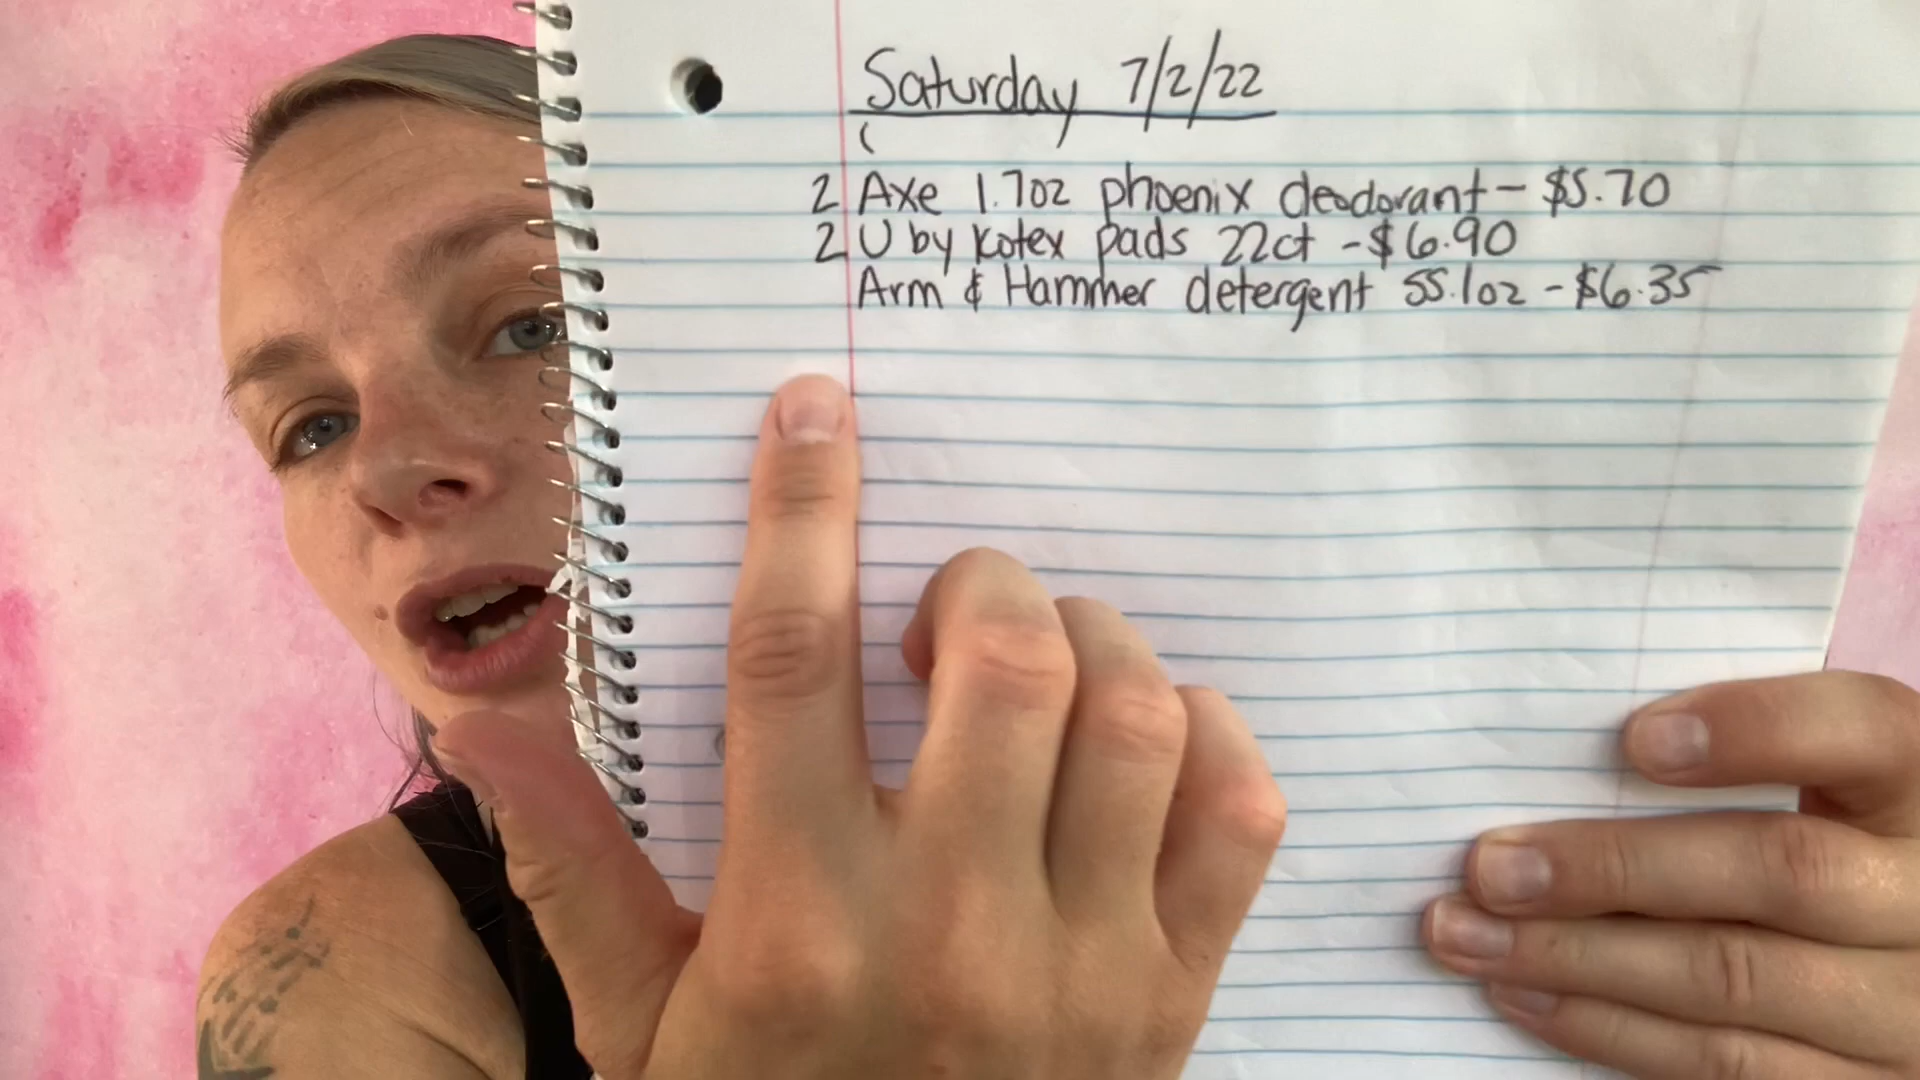 Saturday 7/2/22
(
2 Axe 1.7oz phoenix deodorant - $5.70
2 U by Kotex pads 22ct - $6.90
Arm & Hammer detergent 55.1oz - $6.35